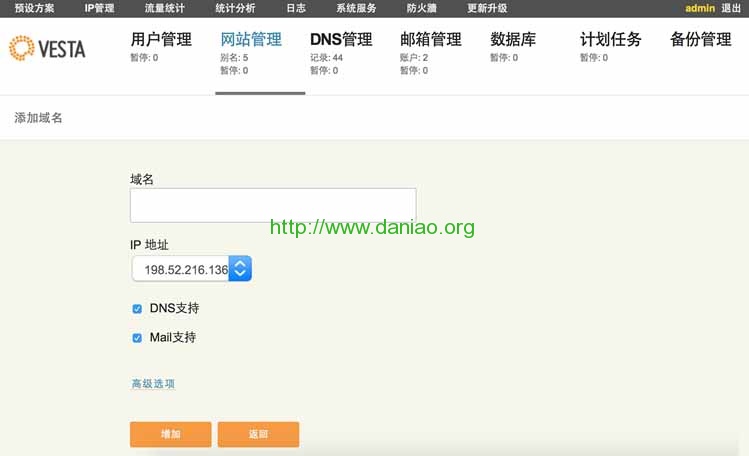 预设方案 IP管理 流量统计 统计分析 日志 系统服务 防火牆 更新升级 admin 退出
VESTA
用户管理 网站管理 DNS管理 邮箱管理 数据库 计划任务 备份管理
暂停: 0 别名: 5 记录: 44 账户: 2 暂停: 0 暂停: 0
暂停: 0 暂停: 0 暂停: 0
添加域名
域名
http://www.daniao.org
IP 地址
198.52.216.136
DNS支持
Mail支持
高级选项
增加 返回